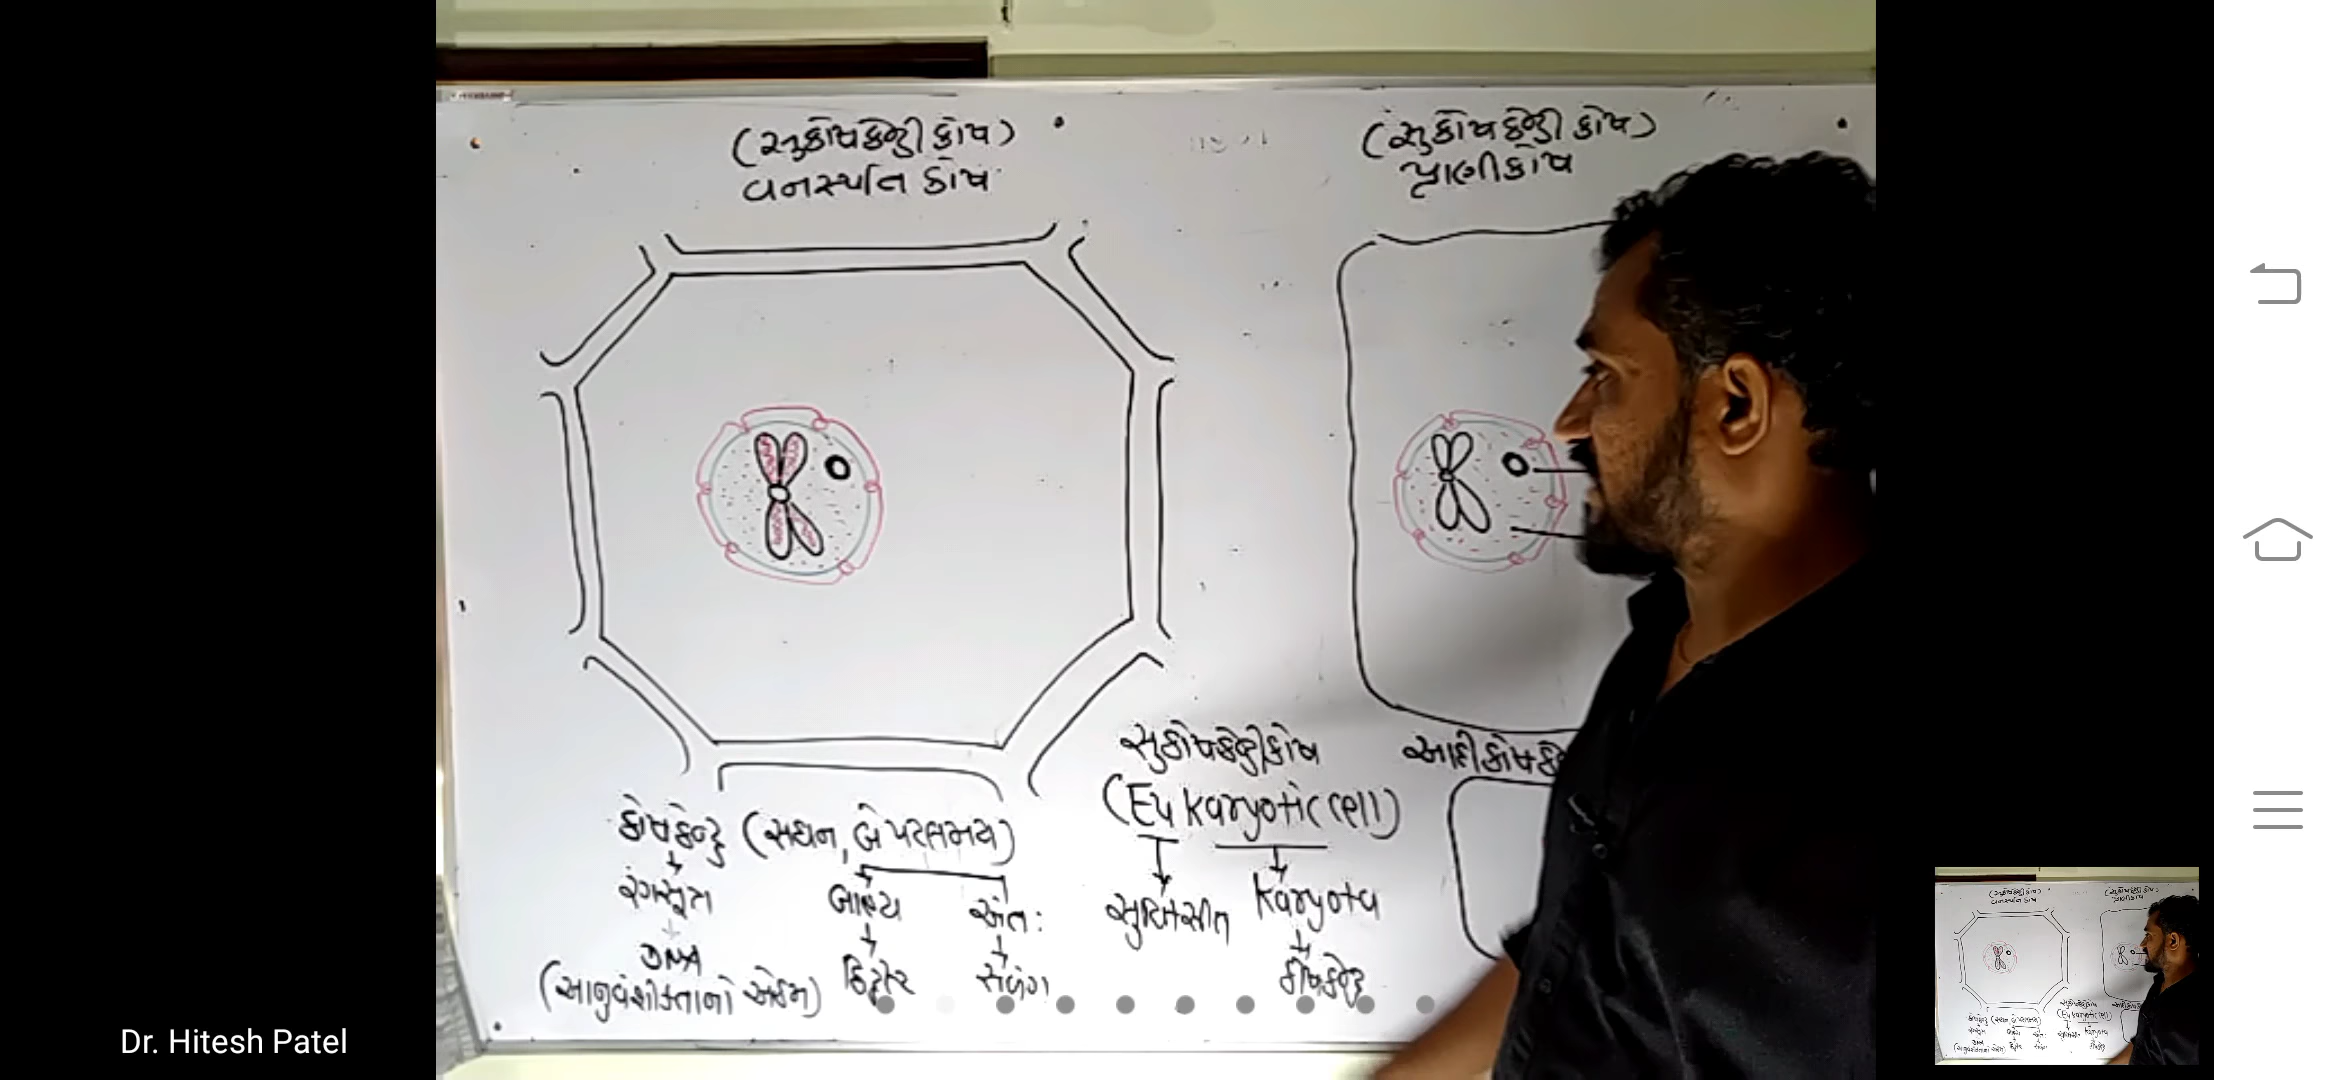 (સુકોષકેન્દ્રી કોષ)
વનસ્પતિ કોષ
(સુકોષકેન્દ્રી કોષ)
પ્રાણીકોષ
સુકોષકેન્દ્રીકોષ
(Eukaryotic cell)
સુવિકસીત
Karyota
કોષકેન્દ્ર
આદીકોષકે
કોષકેન્દ્ર (સઘન, બે પરલમય)
રંગસૂત્ર
બાહ્ય
અંત:
DNA
(આનુવંશીકતાનો એકમ)
છિદ્રોર
સળંગ
Dr. Hitesh Patel